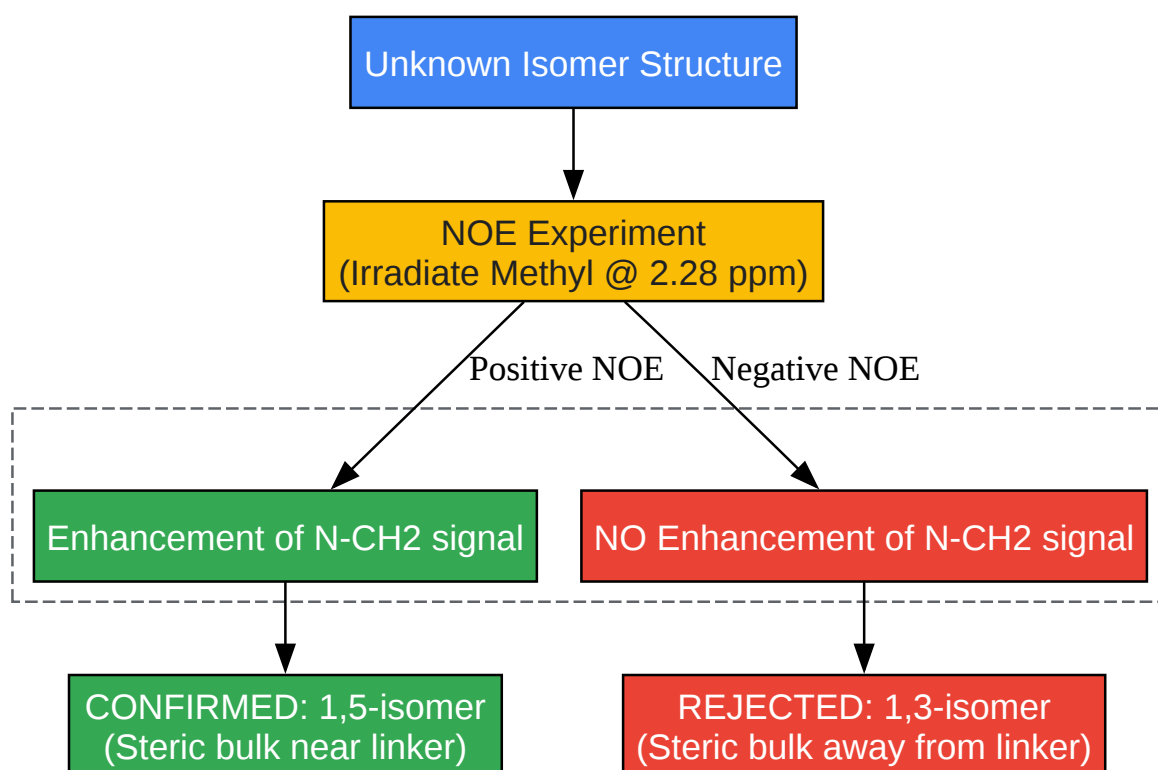 Unknown Isomer Structure
NOE Experiment
(Irradiate Methyl @ 2.28 ppm)
Positive NOE
Negative NOE
Enhancement of N-CH2 signal
NO Enhancement of N-CH2 signal
CONFIRMED: 1,5-isomer
(Steric bulk near linker)
REJECTED: 1,3-isomer
(Steric bulk away from linker)